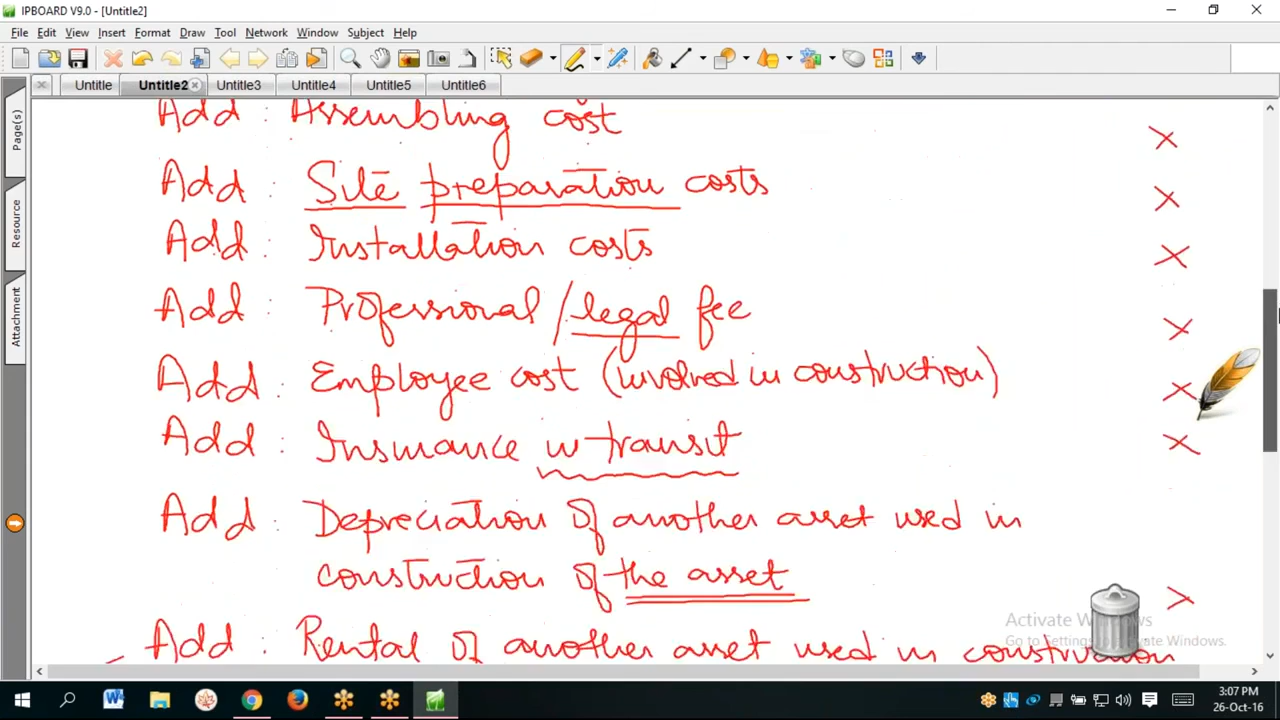 IPBOARD V9.0 - [Untitle2]
File Edit View Insert Format Draw Tool Network Window Subject Help
Untitle Untitle2 Untitle3 Untitle4 Untitle5 Untitle6
Page(s)
Resource
Attachment
Add : Assembling cost ×
Add : Site preparation costs ×
Add : Installation costs ×
Add : Professional / legal fee ×
Add : Employee cost (involved in construction) ×
Add : Insurance in transit ×
Add : Depreciation of another asset used in
construction of the asset ×
Add : Rental of another asset used in construction
Activate Windows
Go to Settings to activate Windows.
3:07 PM
26-Oct-16